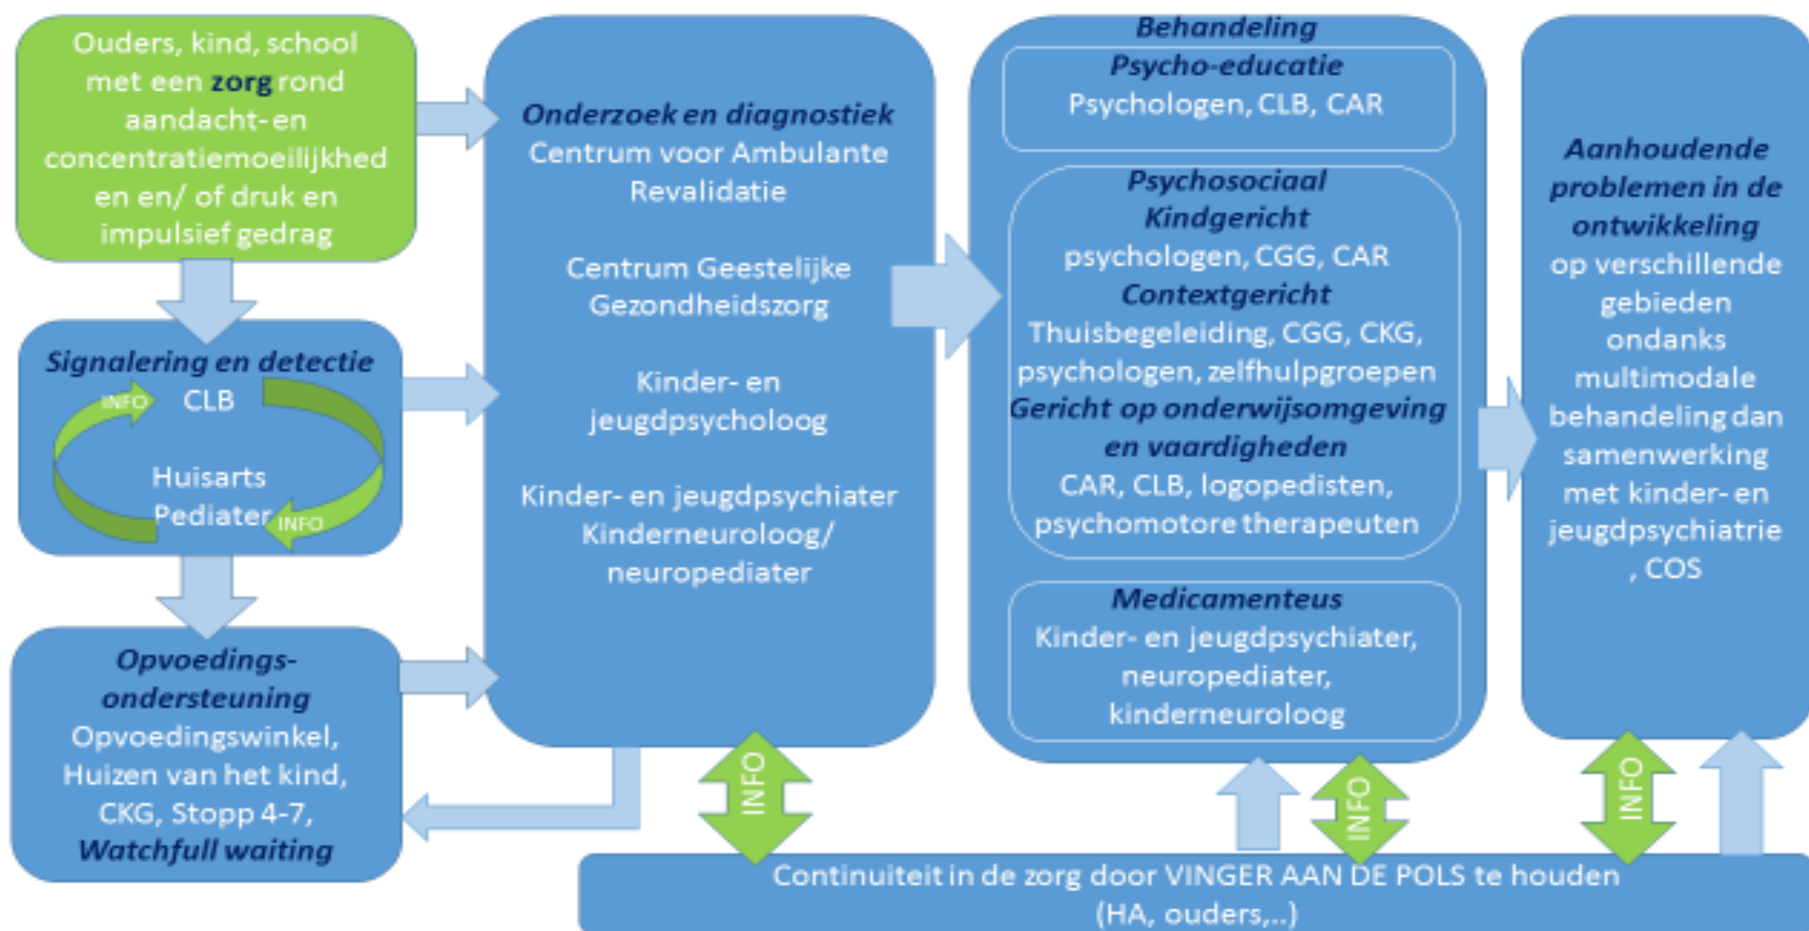 Ouders, kind, school
met een zorg rond
aandacht- en
concentratiemoeilijkhed
en en/ of druk en
impulsief gedrag
Signalering en detectie
INFO
CLB
Huisarts
Pediater
INFO
Opvoedings-
ondersteuning
Opvoedingswinkel,
Huizen van het kind,
CKG, Stopp 4-7,
Watchfull waiting
Onderzoek en diagnostiek
Centrum voor Ambulante
Revalidatie
Centrum Geestelijke
Gezondheidszorg
Kinder- en
jeugdpsycholoog
Kinder- en jeugdpsychiater
Kinderneuroloog/
neuropediater
Behandeling
Psycho-educatie
Psychologen, CLB, CAR
Psychosociaal
Kindgericht
psychologen, CGG, CAR
Contextgericht
Thuisbegeleiding, CGG, CKG,
psychologen, zelfhulpgroepen
Gericht op onderwijsomgeving
en vaardigheden
CAR, CLB, logopedisten,
psychomotore therapeuten
Medicamenteus
Kinder- en jeugdpsychiater,
neuropediater,
kinderneuroloog
Aanhoudende
problemen in de
ontwikkeling
op verschillende
gebieden
ondanks
multimodale
behandeling dan
samenwerking
met kinder- en
jeugdpsychiatrie
, COS
INFO
INFO
INFO
Continuiteit in de zorg door VINGER AAN DE POLS te houden
(HA, ouders,..)